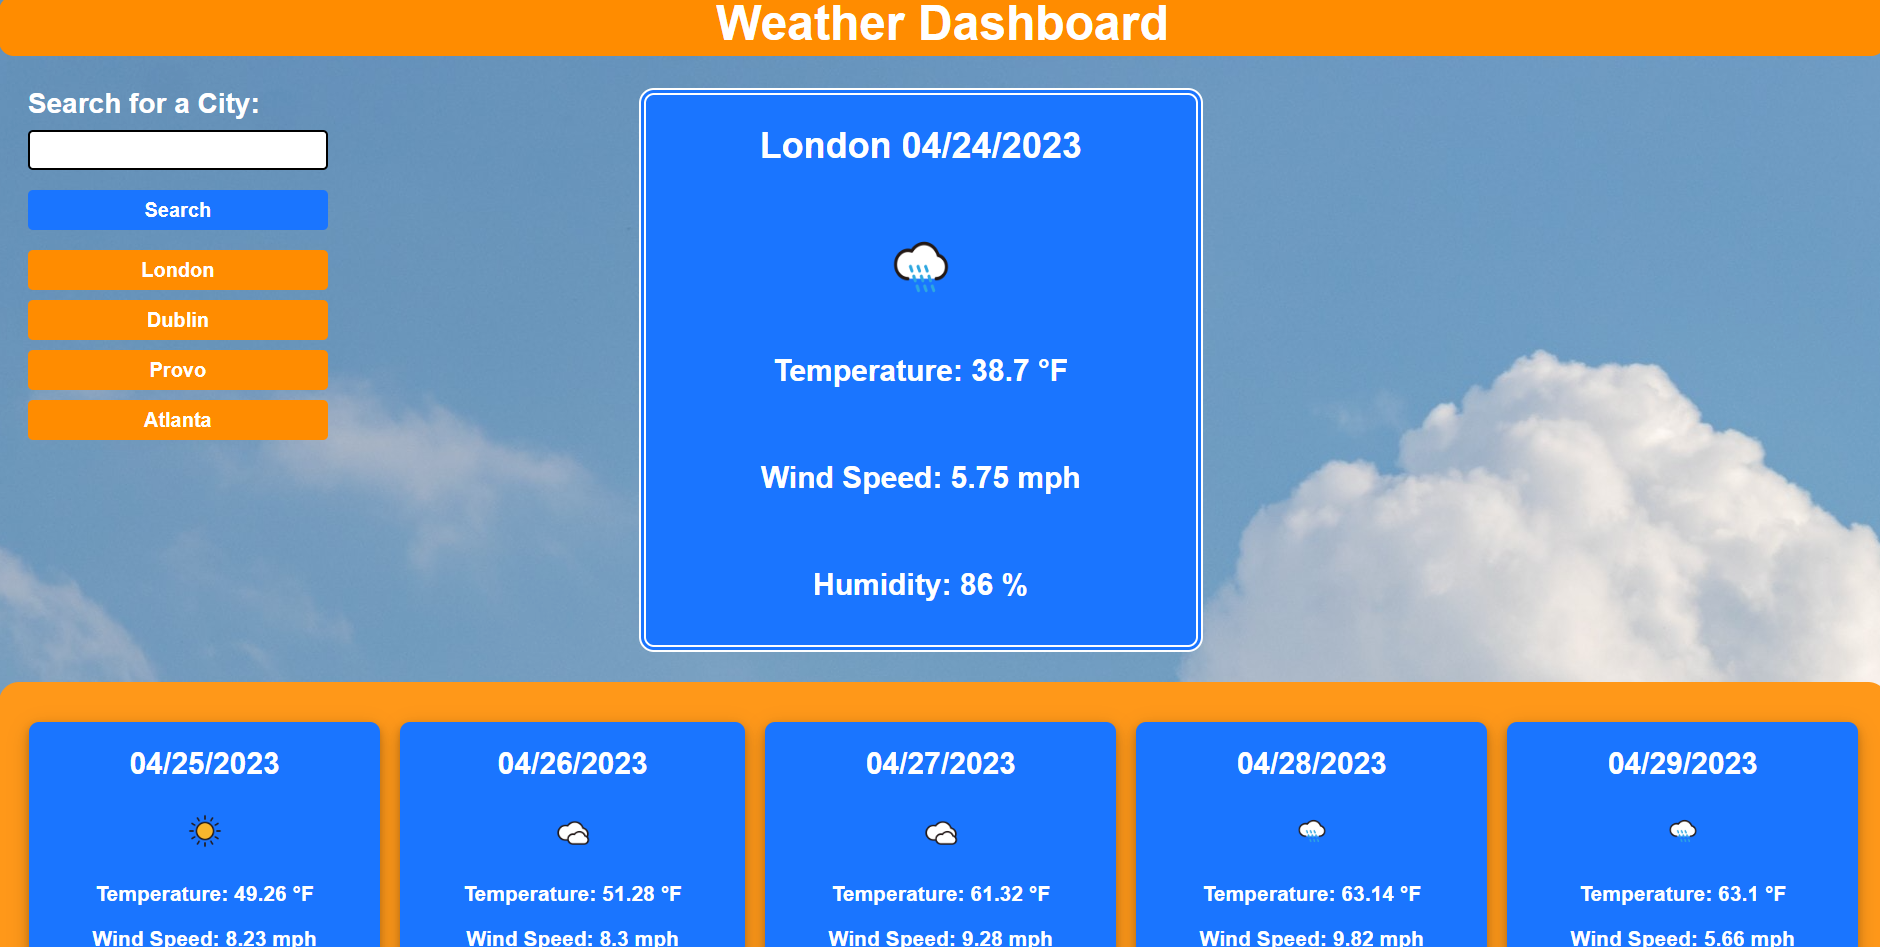 Weather Dashboard
Search for a City:
Search
London
Dublin
Provo
Atlanta
London 04/24/2023
Temperature: 38.7 °F
Wind Speed: 5.75 mph
Humidity: 86 %
04/25/2023
Temperature: 49.26 °F
Wind Speed: 8.23 mph
04/26/2023
Temperature: 51.28 °F
Wind Speed: 8.3 mph
04/27/2023
Temperature: 61.32 °F
Wind Speed: 9.28 mph
04/28/2023
Temperature: 63.14 °F
Wind Speed: 9.82 mph
04/29/2023
Temperature: 63.1 °F
Wind Speed: 5.66 mph